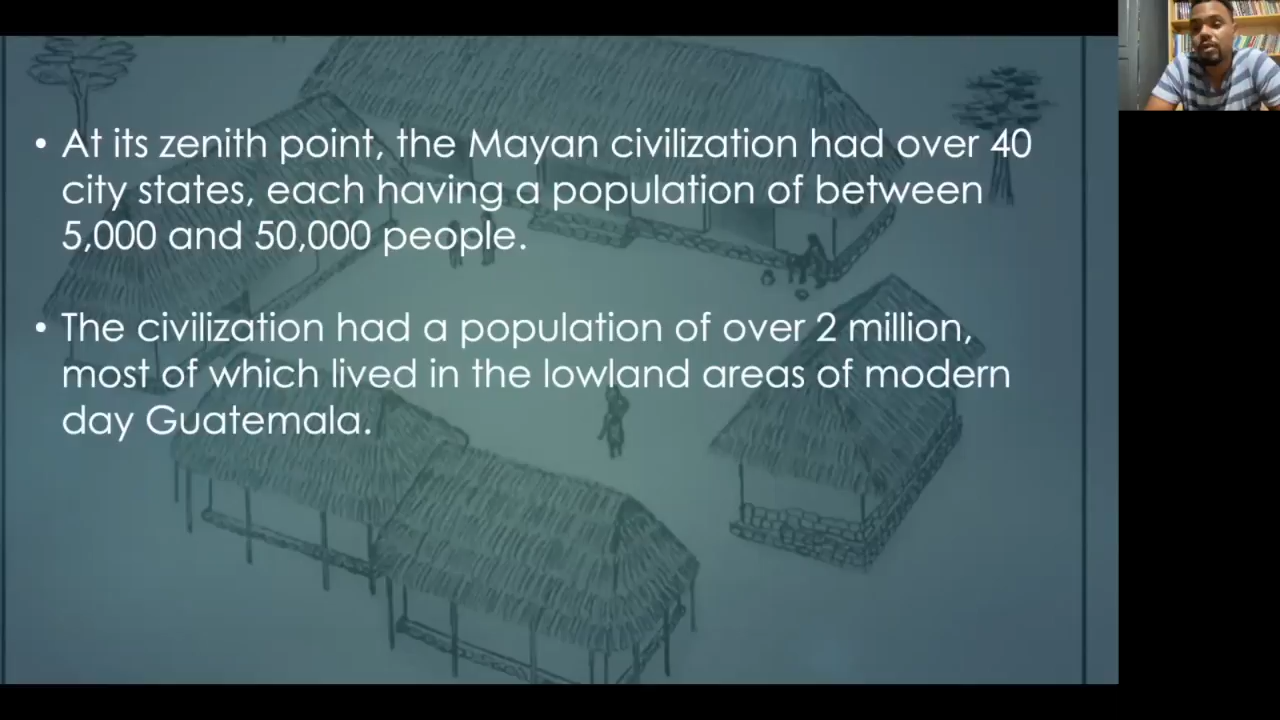 • At its zenith point, the Mayan civilization had over 40
city states, each having a population of between
5,000 and 50,000 people.
• The civilization had a population of over 2 million,
most of which lived in the lowland areas of modern
day Guatemala.